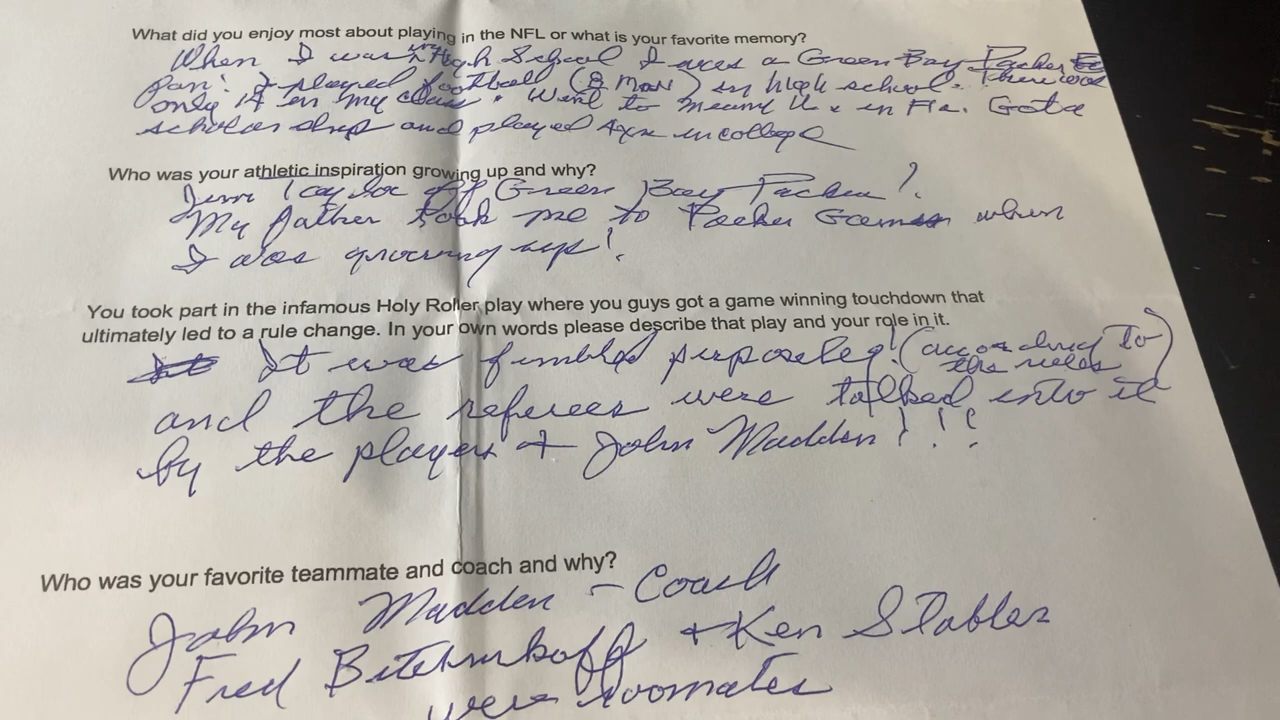 What did you enjoy most about playing in the NFL or what is your favorite memory?
When I was in my High School I was a Green Bay Packer
fan! I played football (8 man) in high school. There was
only 14 in my class. Went to Miami U. in Fla. Got a
scholarship and played 4yrs in college
Who was your athletic inspiration growing up and why?
Jim Taylor of Green Bay Packer!
My father took me to Packer Games when
I was growing up!
You took part in the infamous Holy Roller play where you guys got a game winning touchdown that
ultimately led to a rule change. In your own words please describe that play and your role in it.
It was fumbled purposeley! (according to
the rules)
and the referees were talked into it
by the players + John Madden!!!
Who was your favorite teammate and coach and why?
John Madden - Coach
Fred + Ken Stabler
were roomates